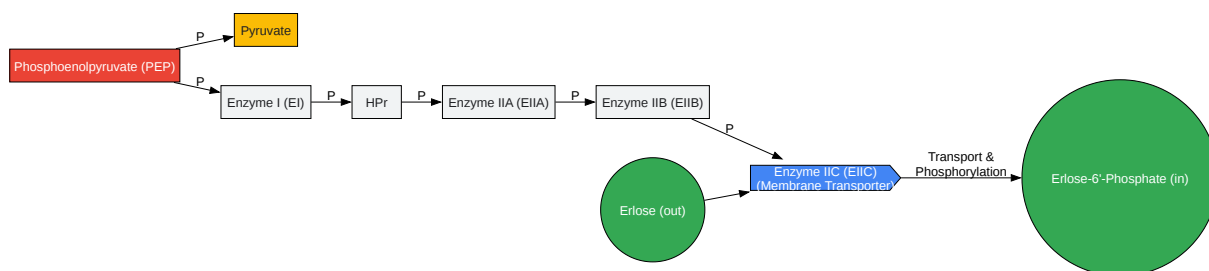 Pyruvate
P
Phosphoenolpyruvate (PEP)
P
Enzyme I (EI)
P
HPr
P
Enzyme IIA (EIIA)
P
Enzyme IIB (EIIB)
P
Erlose (out)
Enzyme IIC (EIIC)
(Membrane Transporter)
Transport &
Phosphorylation
Erlose-6'-Phosphate (in)